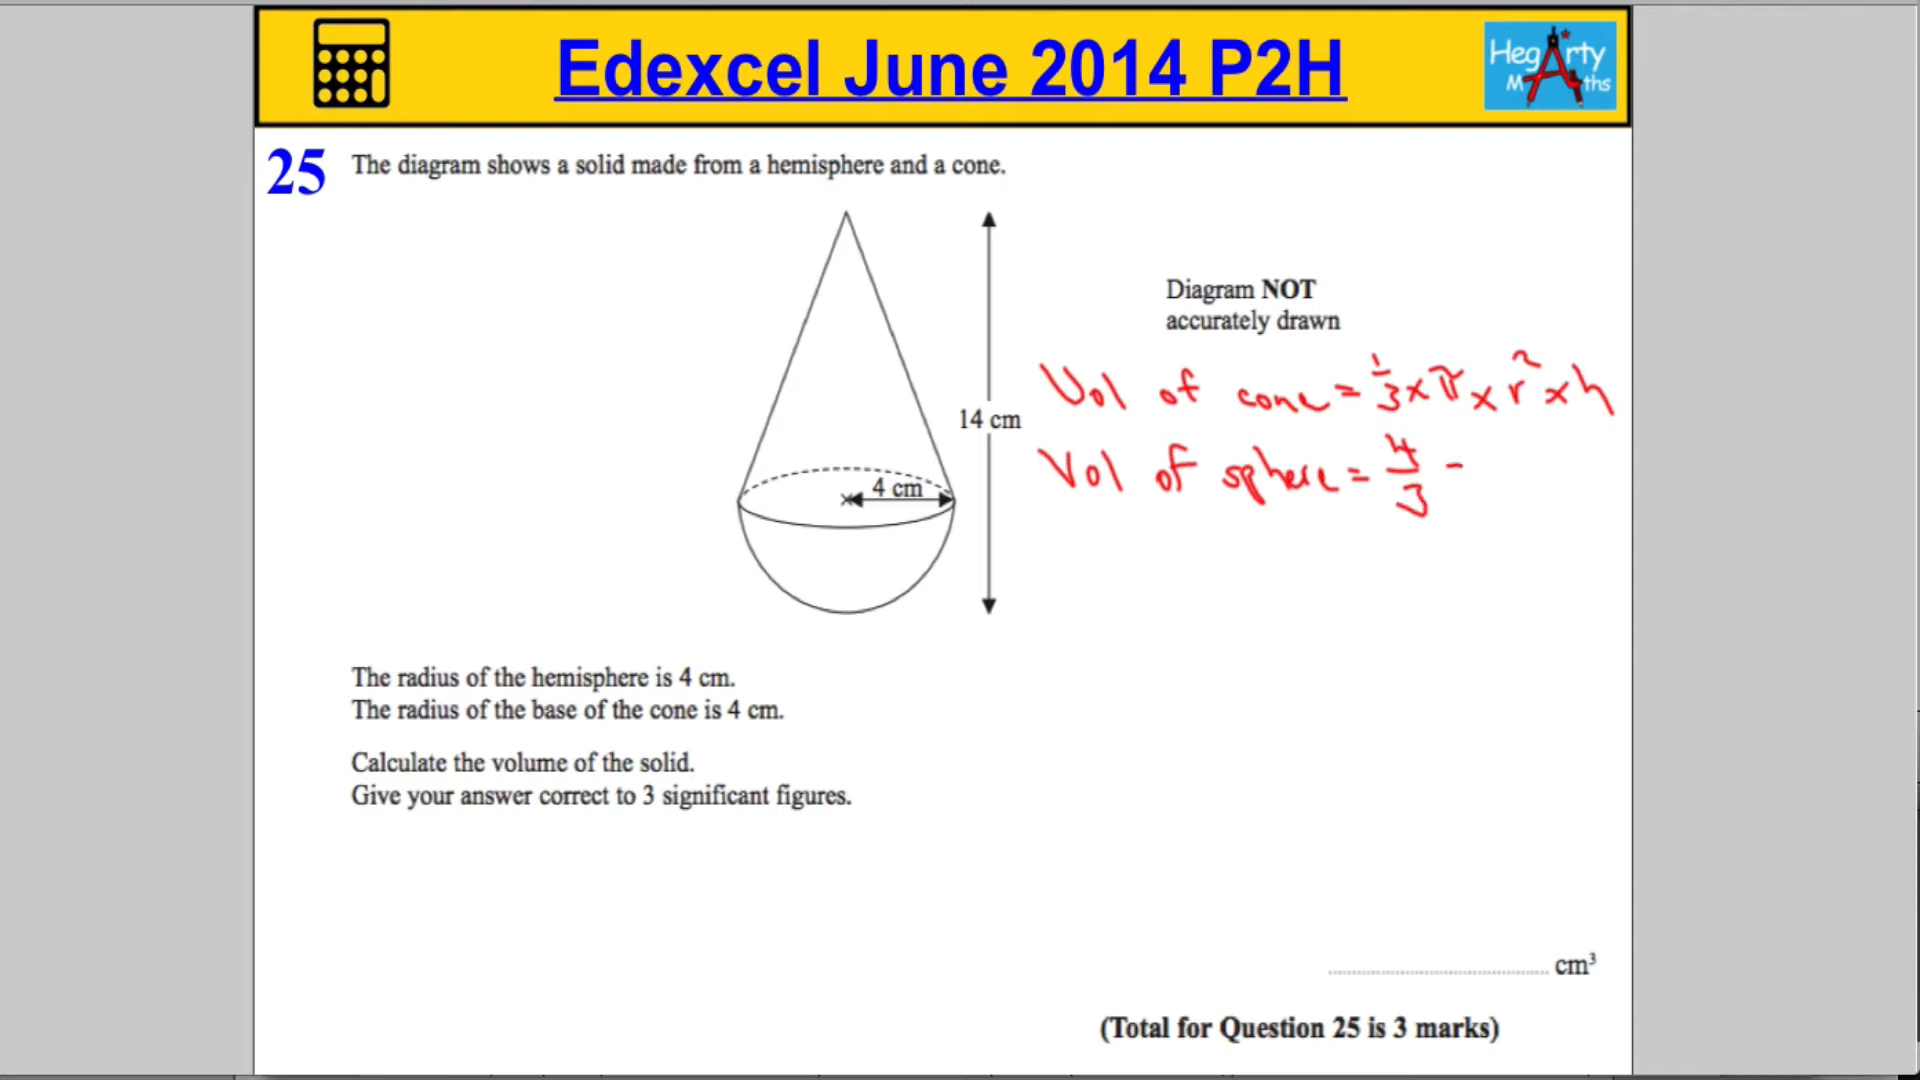 Edexcel June 2014 P2H
Hegarty
Maths
25 The diagram shows a solid made from a hemisphere and a cone.
Diagram NOT
accurately drawn
Vol of cone = 1/3 × π × r² × h
14 cm
Vol of sphere = 4/3 -
4 cm
The radius of the hemisphere is 4 cm.
The radius of the base of the cone is 4 cm.
Calculate the volume of the solid.
Give your answer correct to 3 significant figures.
cm³
(Total for Question 25 is 3 marks)